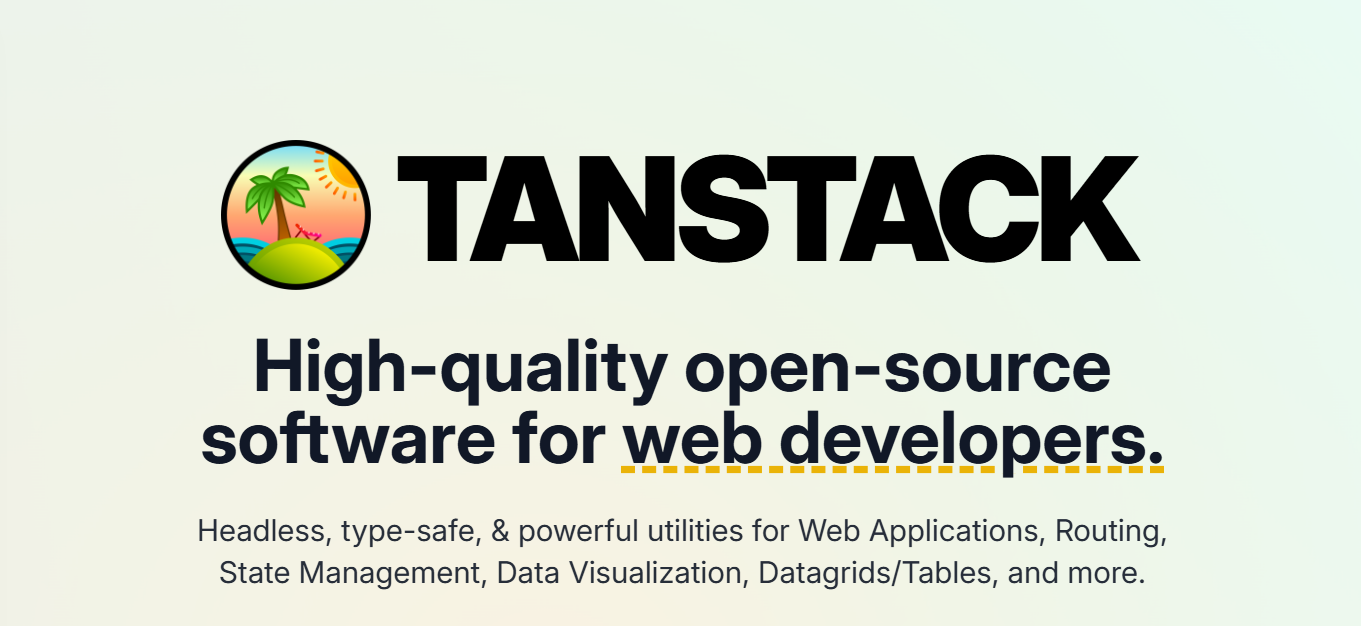 TANSTACK
High-quality open-source
software for web developers.
Headless, type-safe, & powerful utilities for Web Applications, Routing,
State Management, Data Visualization, Datagrids/Tables, and more.